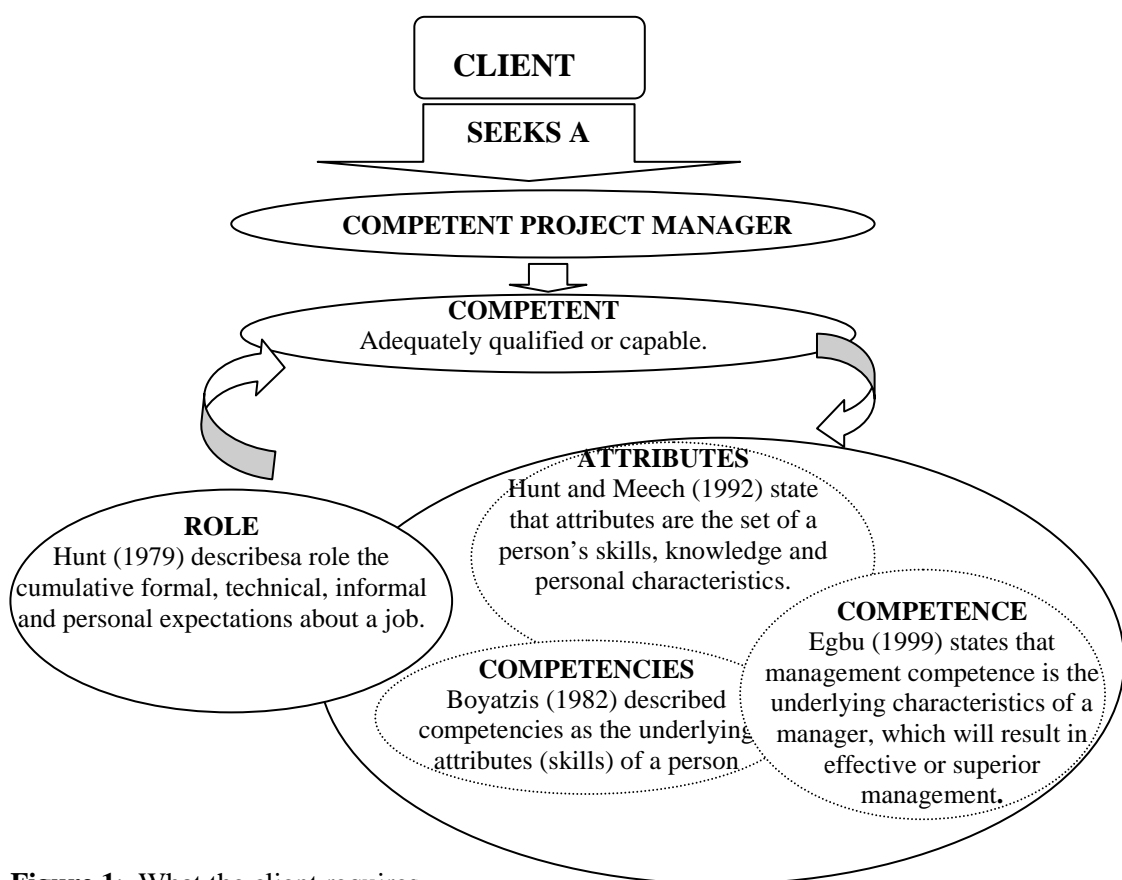 CLIENT
SEEKS A
COMPETENT PROJECT MANAGER
COMPETENT
Adequately qualified or capable.
ATTRIBUTES
Hunt and Meech (1992) state
that attributes are the set of a
person's skills, knowledge and
personal characteristics.
ROLE
Hunt (1979) describesa role the
cumulative formal, technical, informal
and personal expectations about a job.
COMPETENCE
Egbu (1999) states that
management competence is the
underlying characteristics of a
manager, which will result in
effective or superior
management.
COMPETENCIES
Boyatzis (1982) described
competencies as the underlying
attributes (skills) of a person
Figure 1: What the client requires